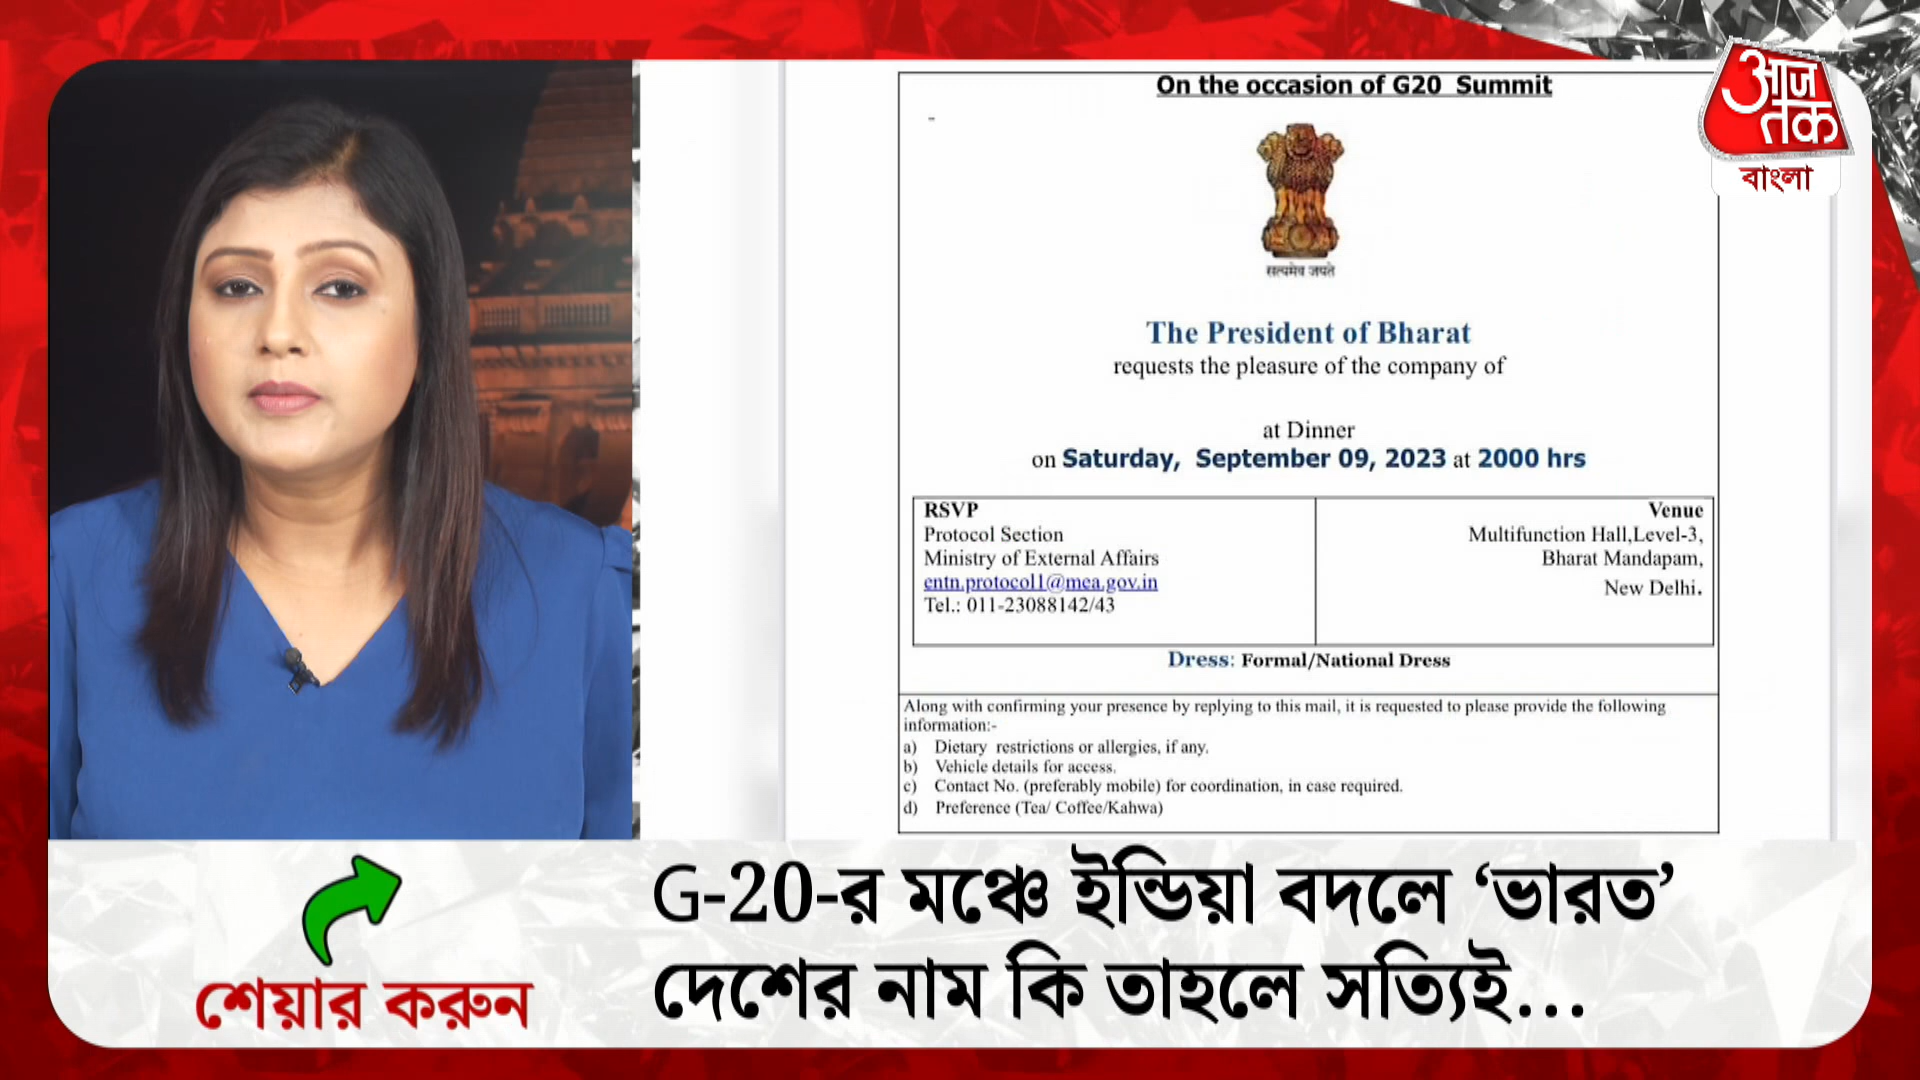 On the occasion of G20 Summit
आज
तक
বাংলা
सत्यमेव जयते
The President of Bharat
requests the pleasure of the company of
at Dinner
on Saturday, September 09, 2023 at 2000 hrs
RSVP
Protocol Section
Ministry of External Affairs
entn.protocol1@mea.gov.in
Tel.: 011-23088142/43
Venue
Multifunction Hall,Level-3,
Bharat Mandapam,
New Delhi.
Dress: Formal/National Dress
Along with confirming your presence by replying to this mail, it is requested to please provide the following
information:-
a) Dietary restrictions or allergies, if any.
b) Vehicle details for access.
c) Contact No. (preferably mobile) for coordination, in case required.
d) Preference (Tea/ Coffee/Kahwa)
G-20-র মঞ্চে ইন্ডিয়া বদলে ‘ভারত’
দেশের নাম কি তাহলে সত্যিই...
শেয়ার করুন